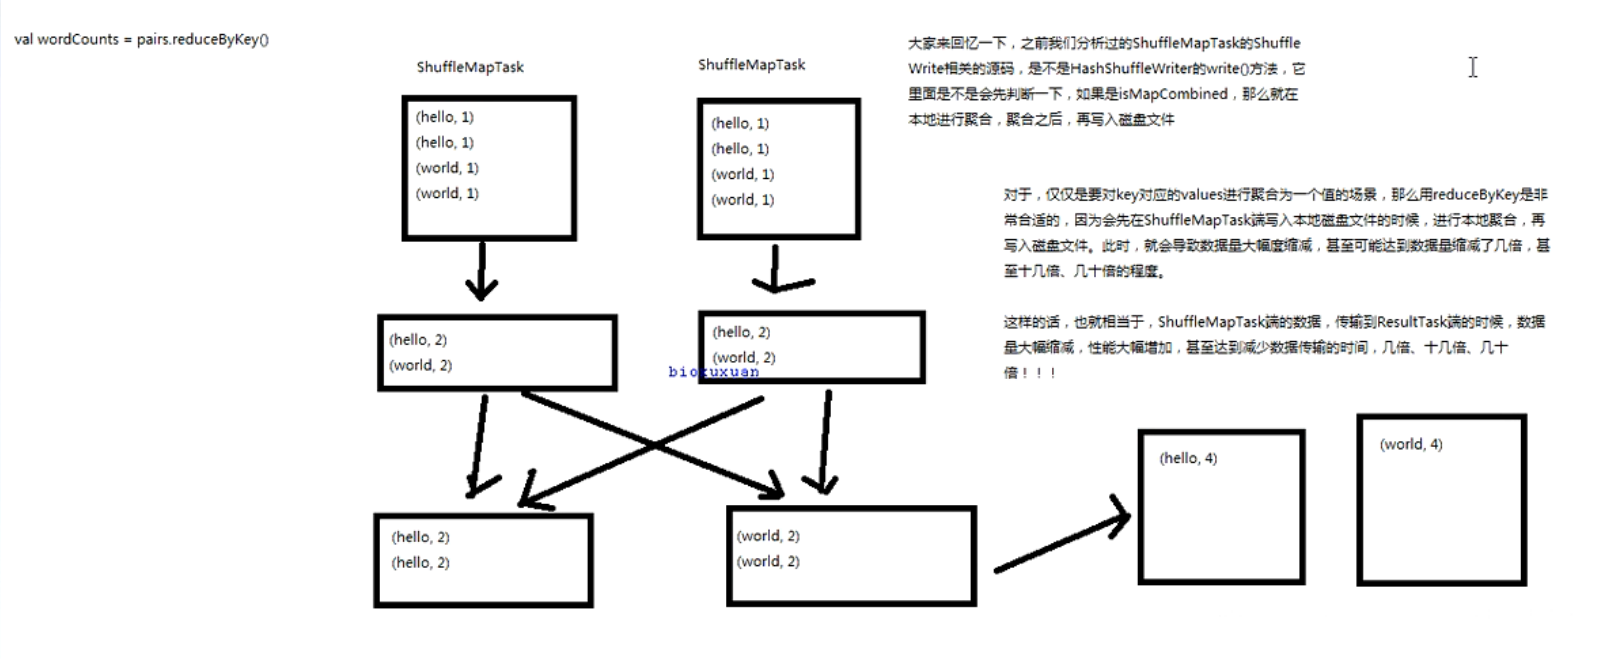 val wordCounts = pairs.reduceByKey()
ShuffleMapTask
ShuffleMapTask
大家来回忆一下，之前我们分析过的ShuffleMapTask的Shuffle
Write相关的源码，是不是HashShuffleWriter的write()方法，它
里面是不是会先判断一下，如果是isMapCombined，那么就在
本地进行聚合，聚合之后，再写入磁盘文件
(hello, 1)
(hello, 1)
(world, 1)
(world, 1)
(hello, 1)
(hello, 1)
(world, 1)
(world, 1)
对于，仅仅是要对key对应的values进行聚合为一个值的场景，那么用reduceByKey是非
常合适的，因为会先在ShuffleMapTask端写入本地磁盘文件的时候，进行本地聚合，再
写入磁盘文件。此时，就会导致数据量大幅度缩减，甚至可能达到数据量缩减了几倍，甚
至十几倍、几十倍的程度。
这样的话，也就相当于，ShuffleMapTask端的数据，传输到ResultTask端的时候，数据
量大幅缩减，性能大幅增加，甚至达到减少数据传输的时间，几倍、十几倍、几十
倍！！！
(hello, 2)
(world, 2)
(hello, 2)
(world, 2)
(hello, 2)
(hello, 2)
(world, 2)
(world, 2)
(hello, 4)
(world, 4)